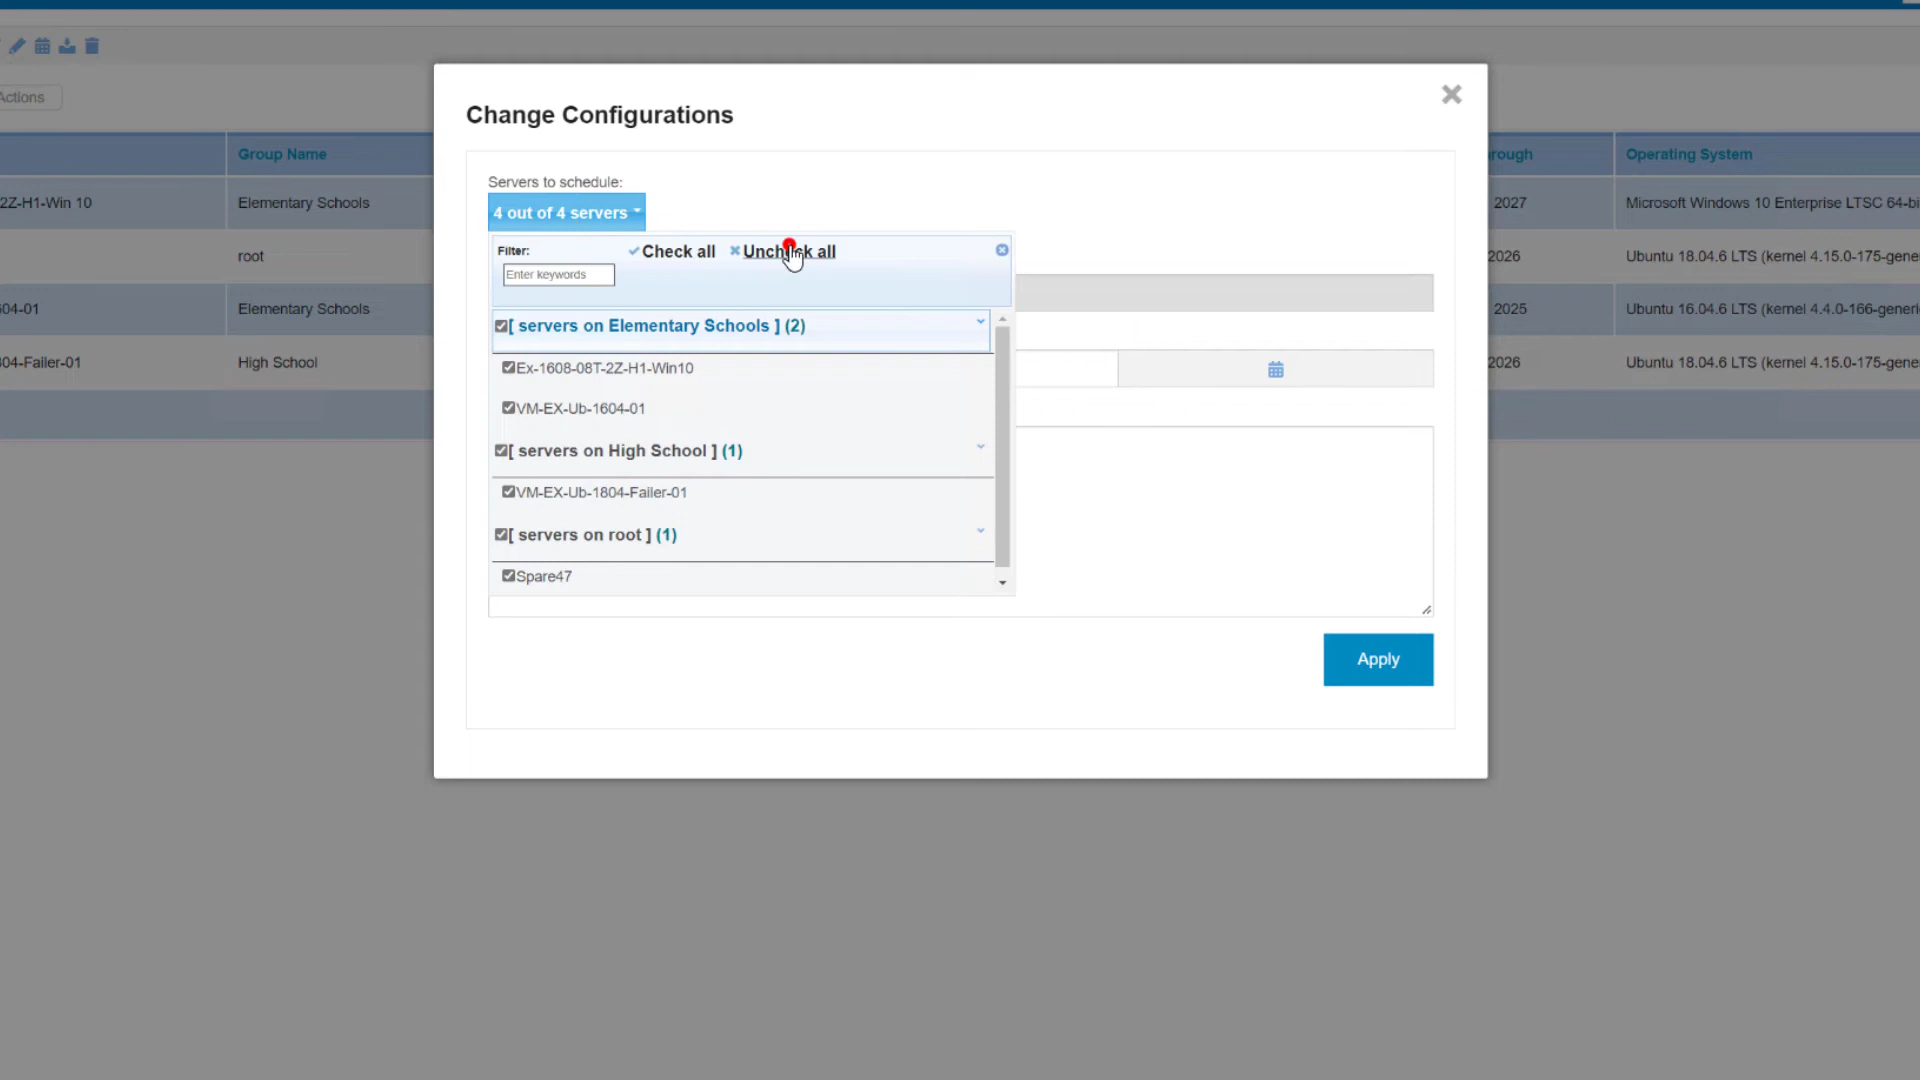 Actions
Group Name
rough
Operating System
2Z-H1-Win 10
Elementary Schools
2027
Microsoft Windows 10 Enterprise LTSC 64-bi
root
2026
Ubuntu 18.04.6 LTS (kernel 4.15.0-175-gene
04-01
Elementary Schools
2025
Ubuntu 16.04.6 LTS (kernel 4.4.0-166-generi
04-Failer-01
High School
2026
Ubuntu 18.04.6 LTS (kernel 4.15.0-175-gene
Change Configurations
Servers to schedule:
4 out of 4 servers
Filter:
Check all
Uncheck all
Enter keywords
[ servers on Elementary Schools ] (2)
Ex-1608-08T-2Z-H1-Win10
VM-EX-Ub-1604-01
[ servers on High School ] (1)
VM-EX-Ub-1804-Failer-01
[ servers on root ] (1)
Spare47
Apply